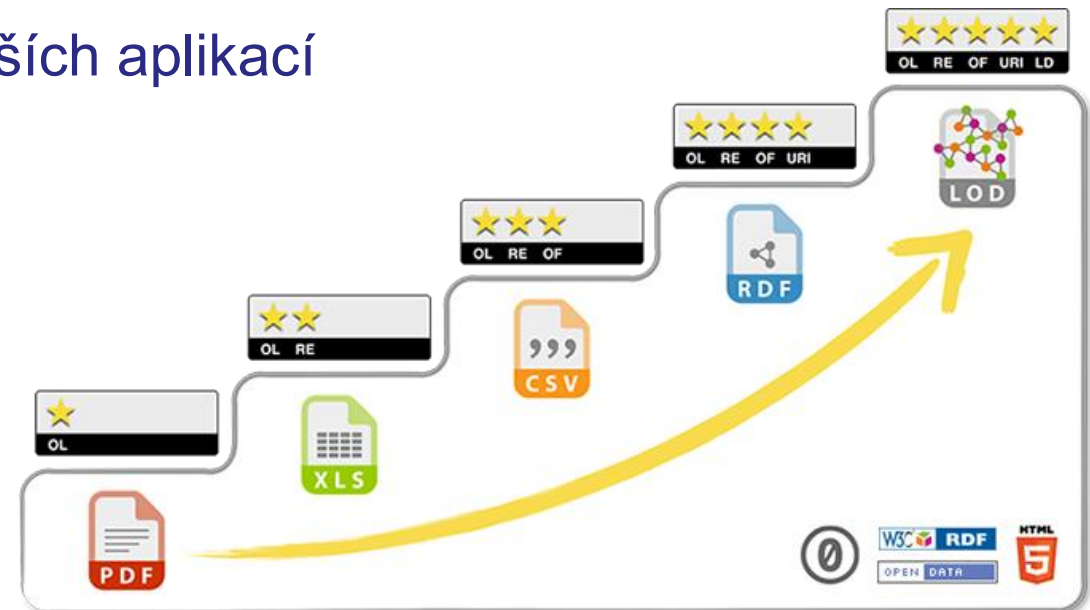 ších aplikací
OL RE OF URI LD
OL RE OF URI
LOD
OL RE OF
RDF
OL RE
,,,
CSV
OL
XLS
PDF
0
W3C RDF
OPEN DATA
HTML
5